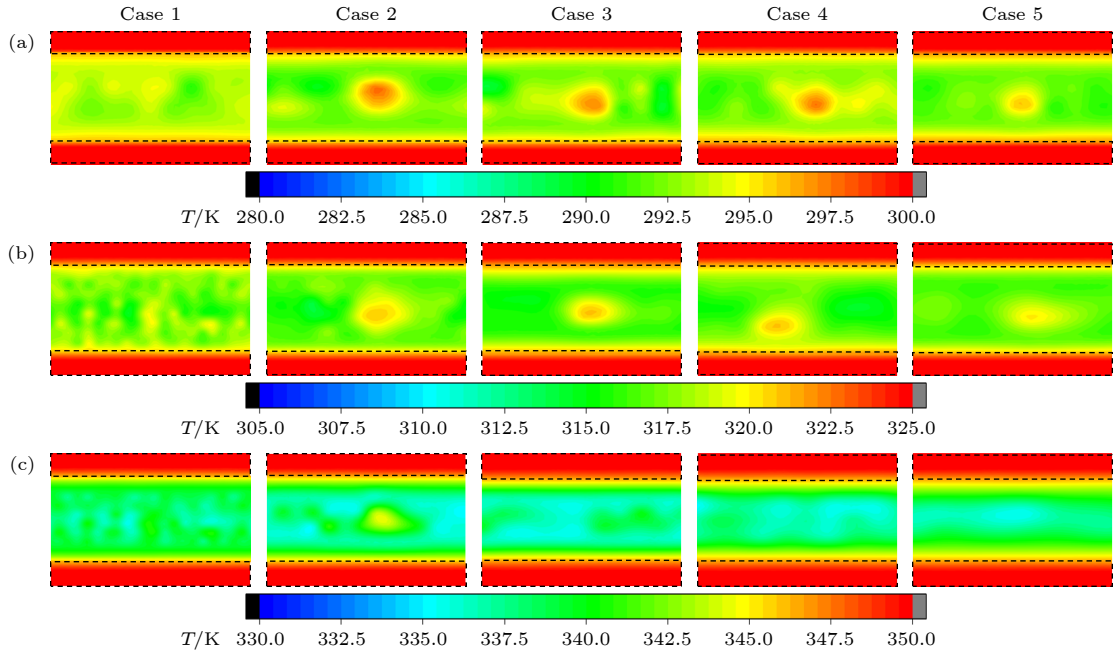 Case 1 Case 2 Case 3 Case 4 Case 5
(a)
T/K 280.0 282.5 285.0 287.5 290.0 292.5 295.0 297.5 300.0
(b)
T/K 305.0 307.5 310.0 312.5 315.0 317.5 320.0 322.5 325.0
(c)
T/K 330.0 332.5 335.0 337.5 340.0 342.5 345.0 347.5 350.0